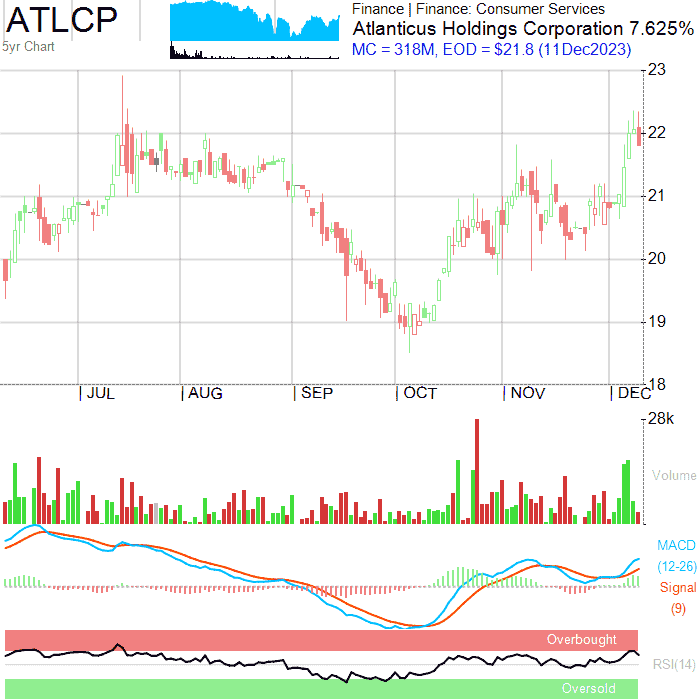 ATLCP
5yr Chart
Finance | Finance: Consumer Services
Atlanticus Holdings Corporation 7.625%
MC = 318M, EOD = $21.8 (11Dec2023)
23
22
21
20
19
18
JUL
AUG
SEP
OCT
NOV
DEC
28k
Volume
MACD
(12-26)
Signal
(9)
Overbought
RSI(14)
Oversold